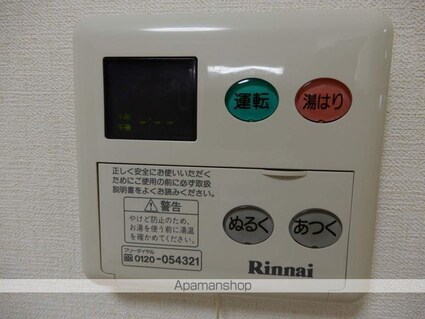 運転
湯はり
正しく安全にお使いいただく
ためにご使用の前に必ず取扱
説明書をよくお読みください。
警告
やけど防止のため、
お湯を使う前に湯温
を確かめてください。
フリーダイヤル
0120-054321
ぬるく
あつく
Rinnai
Apamanshop